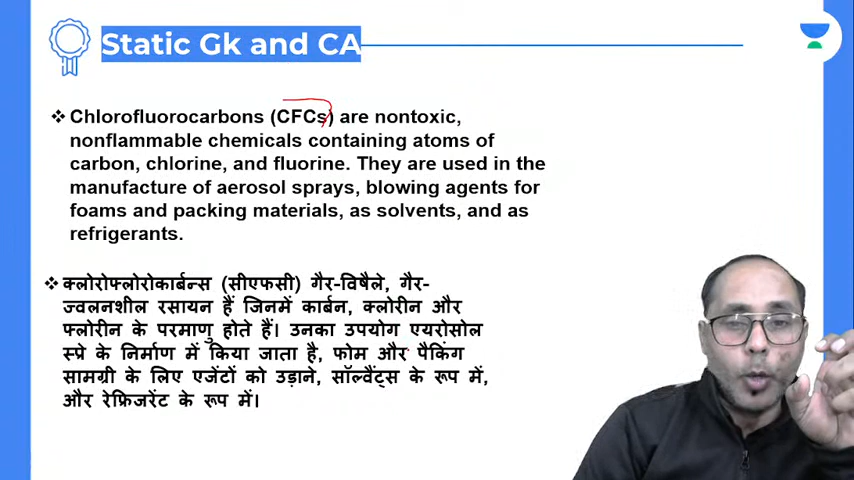 Static Gk and CA
❖ Chlorofluorocarbons (CFCs) are nontoxic,
nonflammable chemicals containing atoms of
carbon, chlorine, and fluorine. They are used in the
manufacture of aerosol sprays, blowing agents for
foams and packing materials, as solvents, and as
refrigerants.
❖ क्लोरोफ्लोरोकार्बन्स (सीएफसी) गैर-विषैले, गैर-
ज्वलनशील रसायन हैं जिनमें कार्बन, क्लोरीन और
फ्लोरीन के परमाणु होते हैं। उनका उपयोग एयरोसोल
स्प्रे के निर्माण में किया जाता है, फोम और पैकिंग
सामग्री के लिए एजेंटों को उड़ाने, सॉल्वैंट्स के रूप में,
और रेफ्रिजरेंट के रूप में।